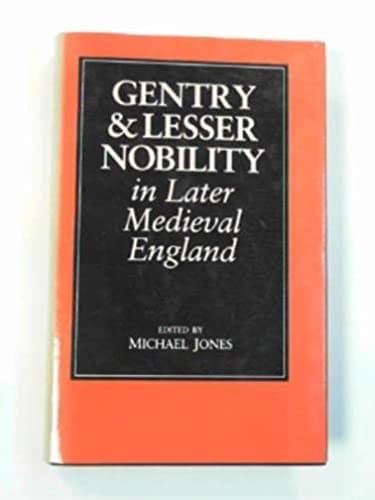 GENTRY
& LESSER
NOBILITY
in Later
Medieval
England
EDITED BY
MICHAEL JONES